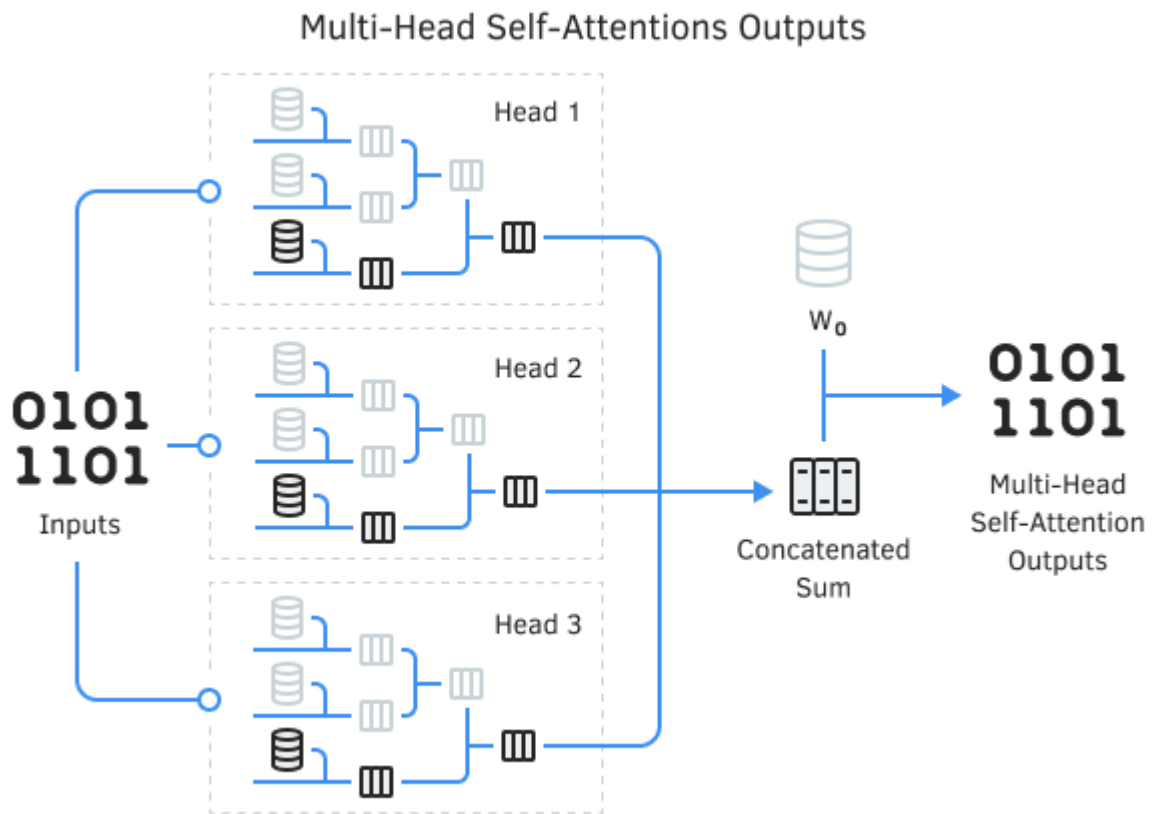 Multi-Head Self-Attentions Outputs
Head 1
Head 2
Head 3
0101
1101
Inputs
W0
Concatenated
Sum
0101
1101
Multi-Head
Self-Attention
Outputs